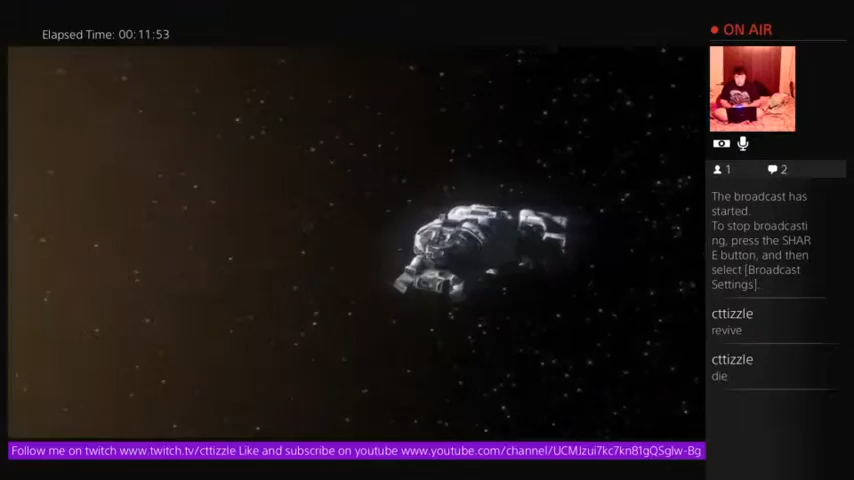 Elapsed Time: 00:11:53
ON AIR
1 2
The broadcast has
started.
To stop broadcasti
ng, press the SHAR
E button, and then
select [Broadcast
Settings].
cttizzle
revive
cttizzle
die
Follow me on twitch www.twitch.tv/cttizzle Like and subscribe on youtube www.youtube.com/channel/UCMJzui7kc7kn81gQSglw-Bg